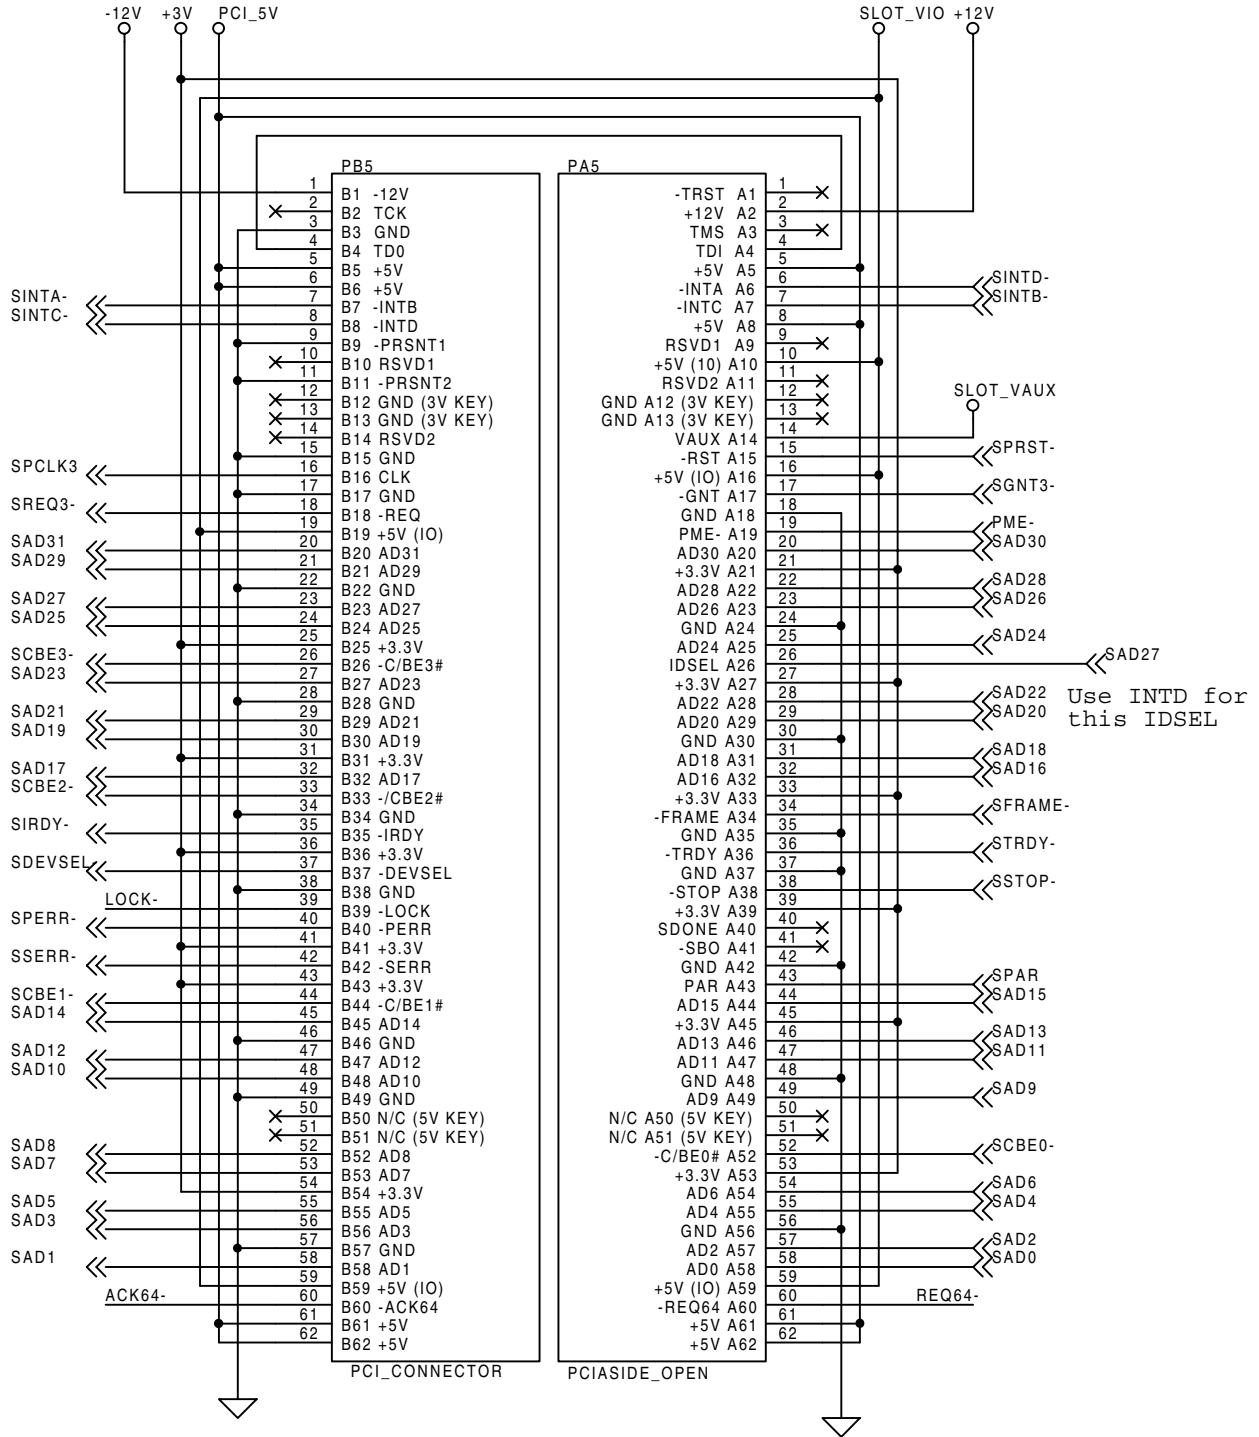 -12V +3V PCI_5V SLOT_VIO +12V
PB5 PA5
1 B1 -12V -TRST A1 1
2 B2 TCK +12V A2 2
3 B3 GND TMS A3 3
4 B4 TD0 TDI A4 4
5 B5 +5V +5V A5 5
6 B6 +5V -INTA A6 6 SINTD-
SINTA- 7 B7 -INTB -INTC A7 7 SINTB-
SINTC- 8 B8 -INTD +5V A8 8
9 B9 -PRSNT1 RSVD1 A9 9
10 B10 RSVD1 +5V (10) A10 10
11 B11 -PRSNT2 RSVD2 A11 11
12 B12 GND (3V KEY) GND A12 (3V KEY) 12
13 B13 GND (3V KEY) GND A13 (3V KEY) 13
SLOT_VAUX
14 B14 RSVD2 VAUX A14 14
15 B15 GND -RST A15 15 SPRST-
SPCLK3 16 B16 CLK +5V (IO) A16 16
17 B17 GND -GNT A17 17 SGNT3-
SREQ3- 18 B18 -REQ GND A18 18
19 B19 +5V (IO) PME- A19 19 PME-
SAD31 20 B20 AD31 AD30 A20 20 SAD30
SAD29 21 B21 AD29 +3.3V A21 21
22 B22 GND AD28 A22 22 SAD28
SAD27 23 B23 AD27 AD26 A23 23 SAD26
SAD25 24 B24 AD25 GND A24 24
25 B25 +3.3V AD24 A25 25 SAD24
SCBE3- 26 B26 -C/BE3# IDSEL A26 26 SAD27
SAD23 27 B27 AD23 +3.3V A27 27
28 B28 GND AD22 A28 28 SAD22
Use INTD for
this IDSEL
SAD21 29 B29 AD21 AD20 A29 29 SAD20
SAD19 30 B30 AD19 GND A30 30
31 B31 +3.3V AD18 A31 31 SAD18
SAD17 32 B32 AD17 AD16 A32 32 SAD16
SCBE2- 33 B33 -/CBE2# +3.3V A33 33
34 B34 GND -FRAME A34 34 SFRAME-
SIRDY- 35 B35 -IRDY GND A35 35
36 B36 +3.3V -TRDY A36 36 STRDY-
SDEVSEL- 37 B37 -DEVSEL GND A37 37
38 B38 GND -STOP A38 38 SSTOP-
LOCK- 39 B39 -LOCK +3.3V A39 39
SPERR- 40 B40 -PERR SDONE A40 40
41 B41 +3.3V -SBO A41 41
SSERR- 42 B42 -SERR GND A42 42
43 B43 +3.3V PAR A43 43 SPAR
SCBE1- 44 B44 -C/BE1# AD15 A44 44 SAD15
SAD14 45 B45 AD14 +3.3V A45 45
46 B46 GND AD13 A46 46 SAD13
SAD12 47 B47 AD12 AD11 A47 47 SAD11
SAD10 48 B48 AD10 GND A48 48
49 B49 GND AD9 A49 49 SAD9
50 B50 N/C (5V KEY) N/C A50 (5V KEY) 50
51 B51 N/C (5V KEY) N/C A51 (5V KEY) 51
SAD8 52 B52 AD8 -C/BE0# A52 52 SCBE0-
SAD7 53 B53 AD7 +3.3V A53 53
54 B54 +3.3V AD6 A54 54 SAD6
SAD5 55 B55 AD5 AD4 A55 55 SAD4
SAD3 56 B56 AD3 GND A56 56
57 B57 GND AD2 A57 57 SAD2
SAD1 58 B58 AD1 AD0 A58 58 SAD0
59 B59 +5V (IO) +5V (IO) A59 59
ACK64- 60 B60 -ACK64 -REQ64 A60 60 REQ64-
61 B61 +5V +5V A61 61
62 B62 +5V +5V A62 62
PCI_CONNECTOR PCIASIDE_OPEN